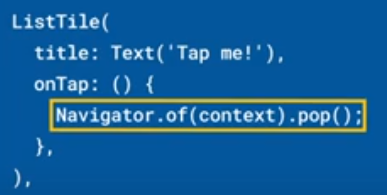 ListTile(
title: Text('Tap me!'),
onTap: () {
Navigator.of(context).pop();
},
),